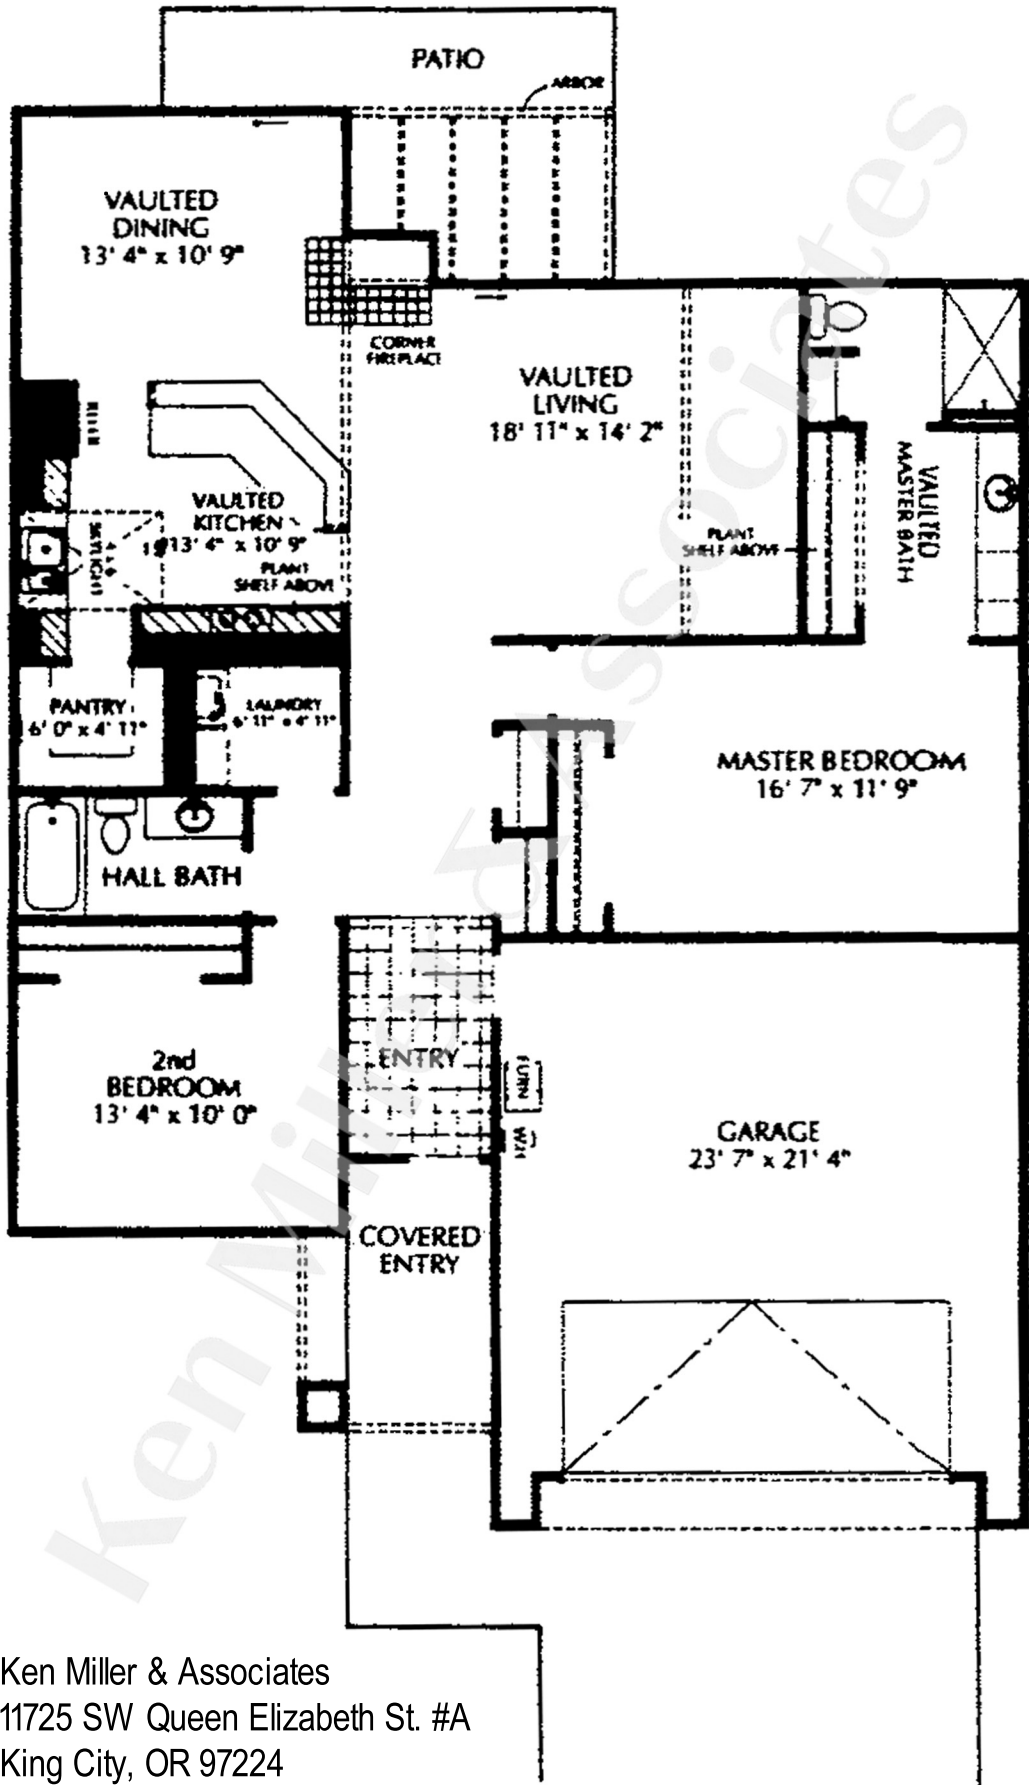 PATIO
ARBOR
VAULTED
DINING
13' 4" x 10' 9"
CORNER
FIREPLACE
VAULTED
LIVING
18' 11" x 14' 2"
VAULTED
MASTER BATH
VAULTED
KITCHEN
13' 4" x 10' 9"
PLANT
SHELF ABOVE
SKYLIGHT
PLANT
SHELF ABOVE
PANTRY
6' 0" x 4' 11"
LAUNDRY
6' 11" x 4' 11"
MASTER BEDROOM
16' 7" x 11' 9"
HALL BATH
2nd
BEDROOM
13' 4" x 10' 0"
ENTRY
FURN
GARAGE
23' 7" x 21' 4"
COVERED
ENTRY
Ken Miller & Associates
Ken Miller & Associates
11725 SW Queen Elizabeth St. #A
King City, OR 97224